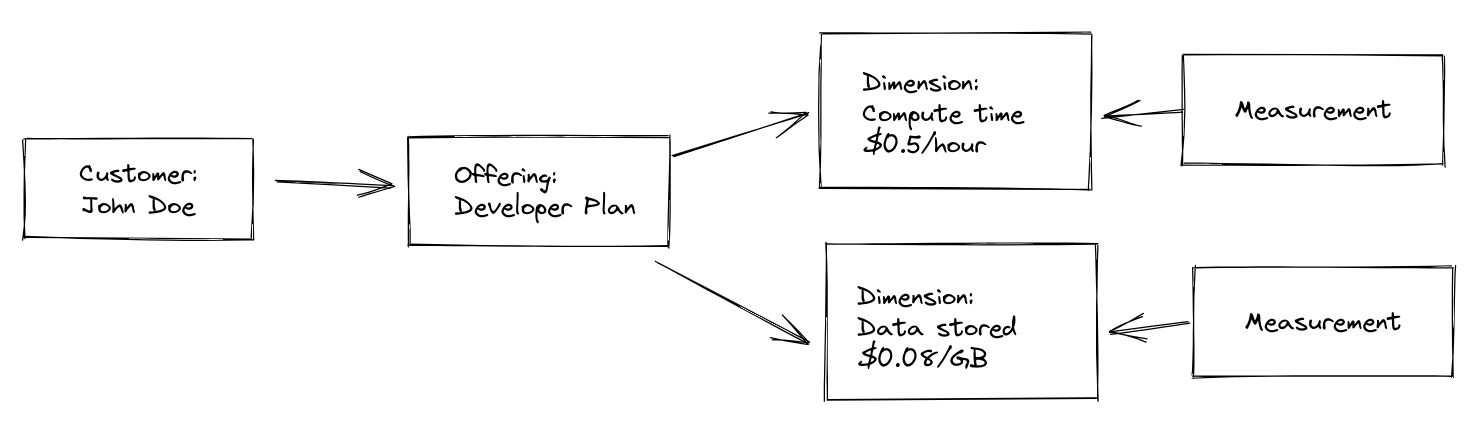 Customer:
John Doe
Offering:
Developer Plan
Dimension:
Compute time
$0.5/hour
Measurement
Dimension:
Data stored
$0.08/GB
Measurement